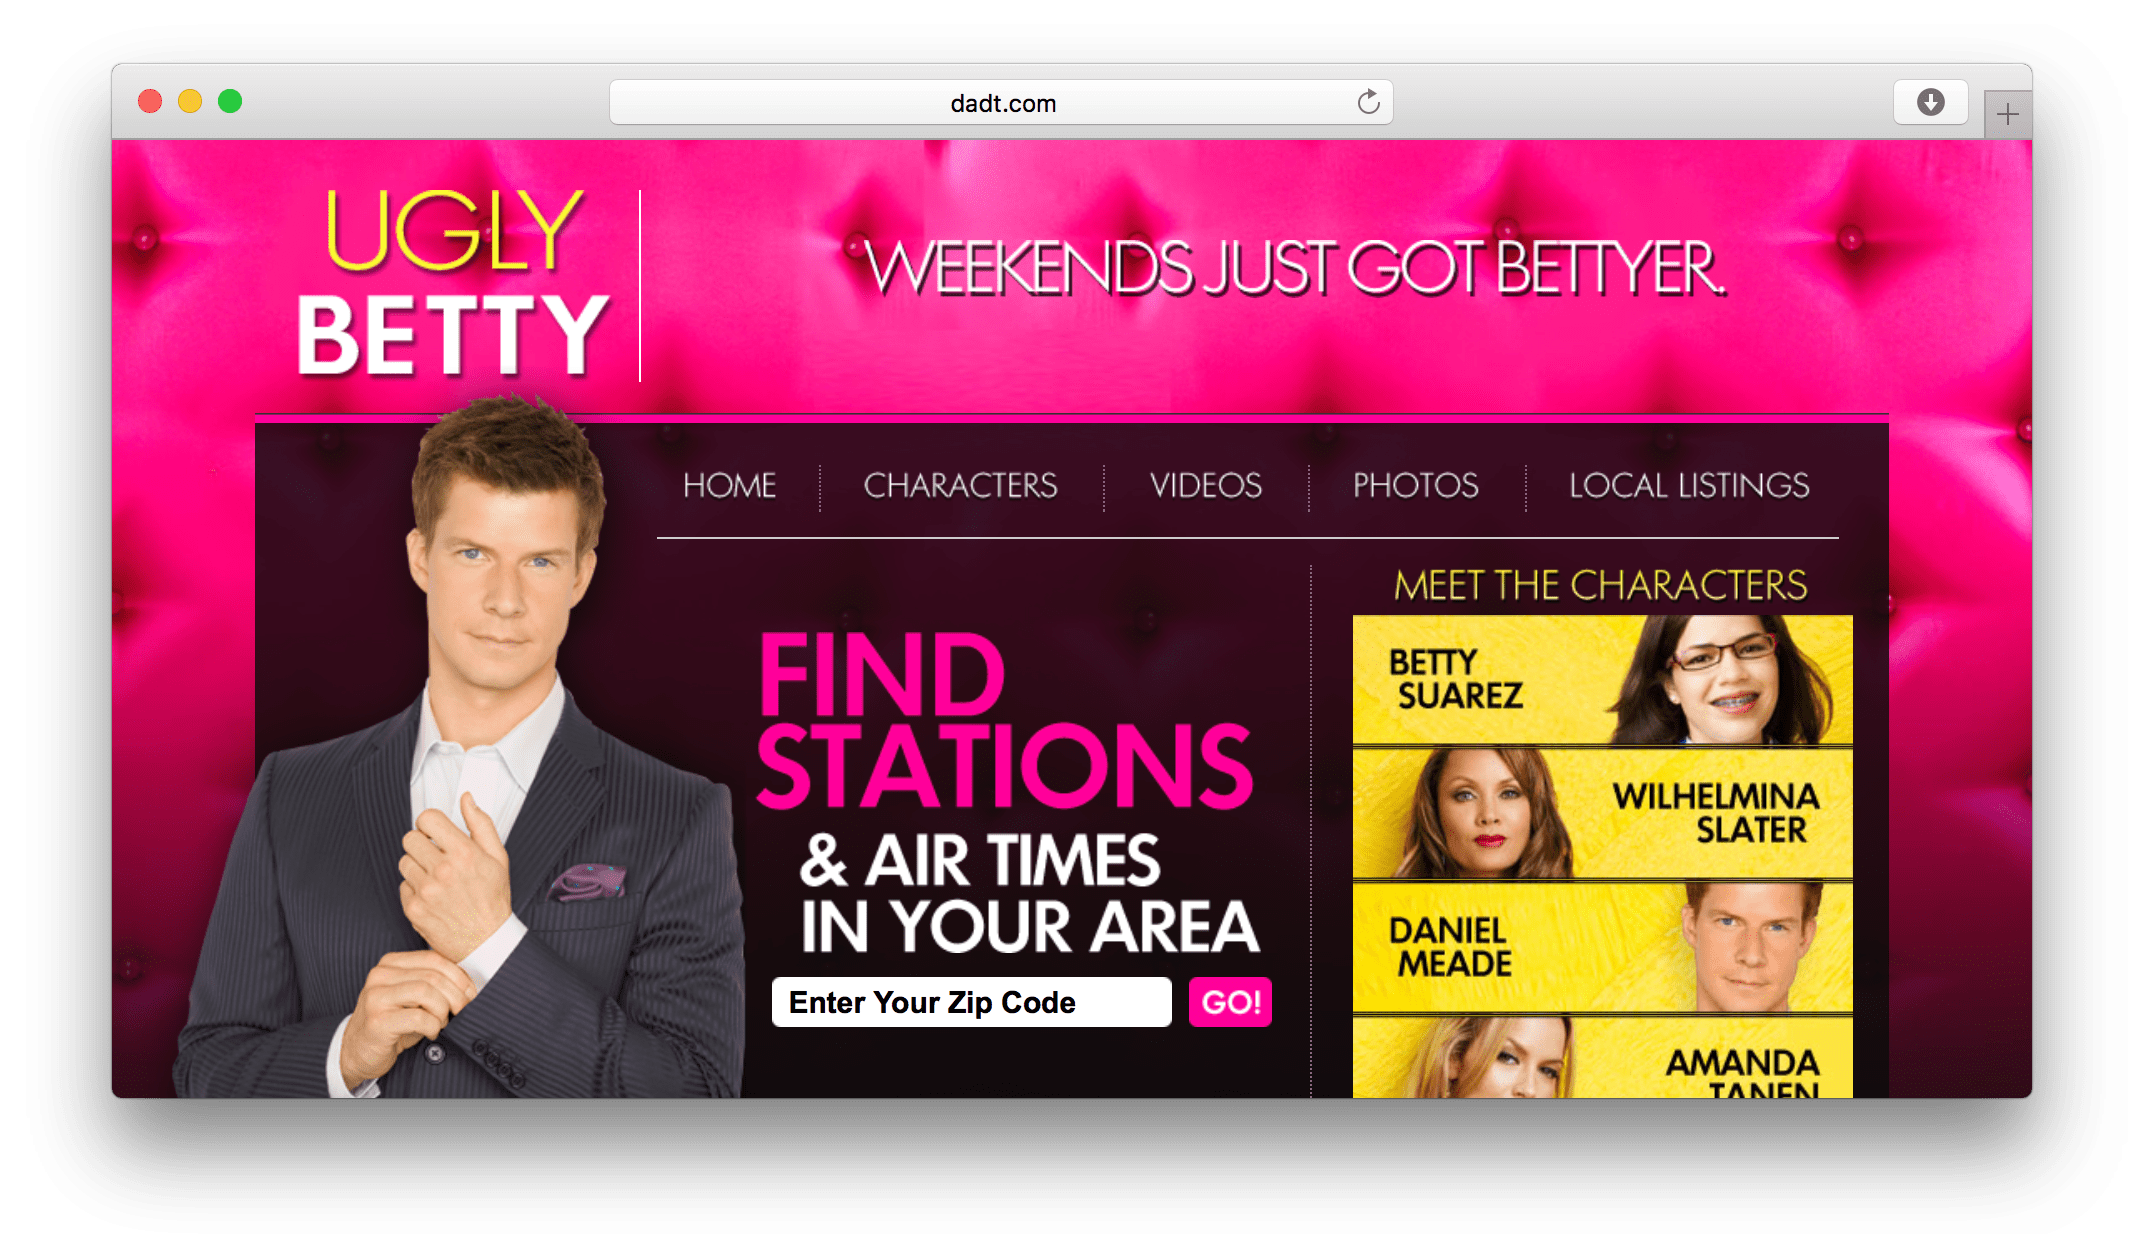 dadt.com
UGLY
BETTY
WEEKENDS JUST GOT BETTYER.
HOME
CHARACTERS
VIDEOS
PHOTOS
LOCAL LISTINGS
FIND
STATIONS
& AIR TIMES
IN YOUR AREA
Enter Your Zip Code
GO!
MEET THE CHARACTERS
BETTY
SUAREZ
WILHELMINA
SLATER
DANIEL
MEADE
AMANDA
TANEN